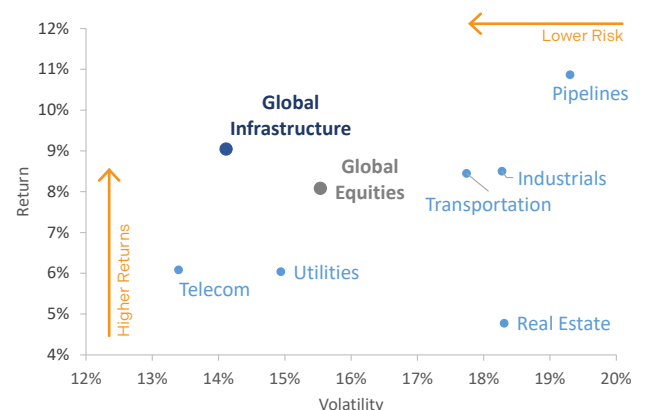 12%
11%
10%
9%
8%
7%
6%
5%
4%
Return
Higher Returns
Lower Risk
Pipelines
Global
Infrastructure
Global
Equities
Industrials
Transportation
Telecom
Utilities
Real Estate
12%
13%
14%
15%
16%
17%
18%
19%
20%
Volatility